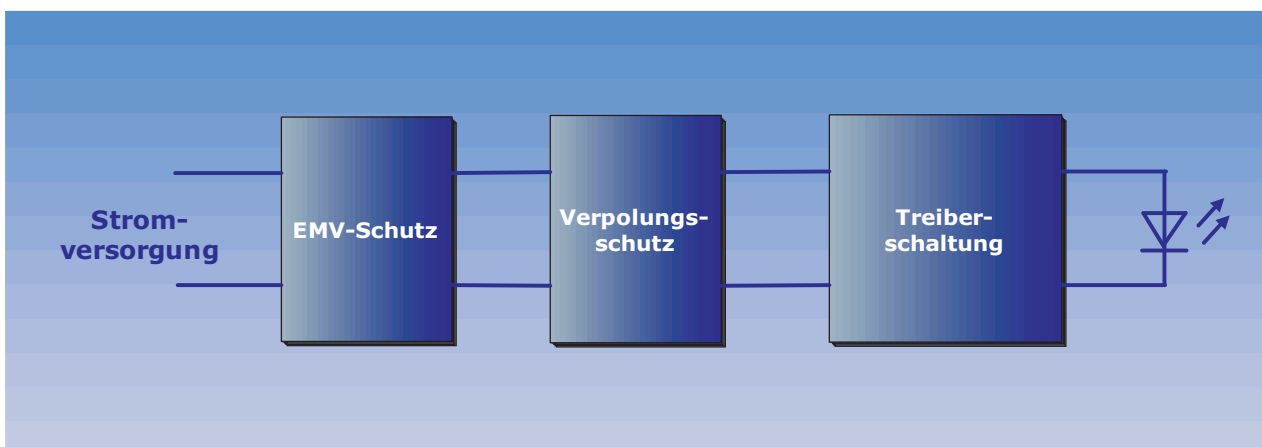 Strom-
versorgung
EMV-Schutz
Verpolungs-
schutz
Treiber-
schaltung